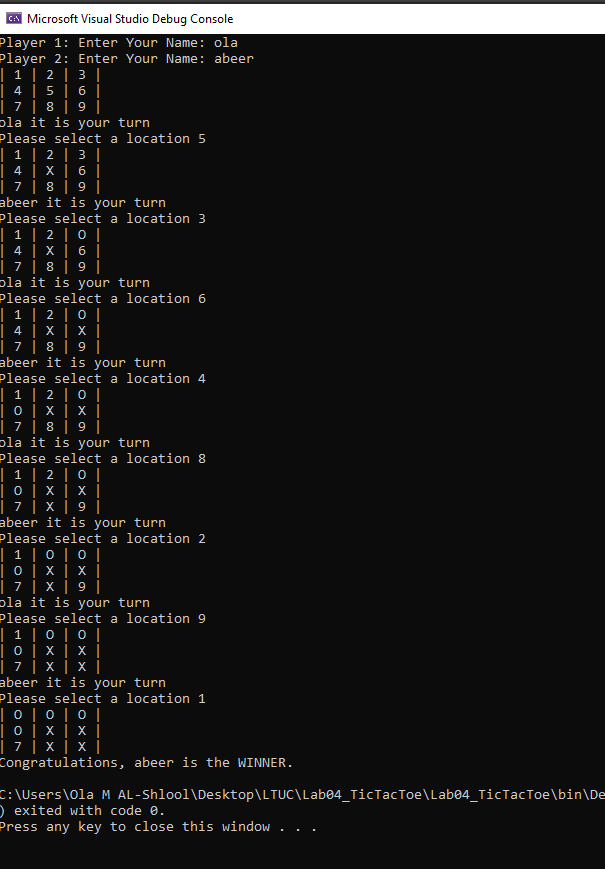 Microsoft Visual Studio Debug Console
Player 1: Enter Your Name: ola
Player 2: Enter Your Name: abeer
| 1 | 2 | 3 |
| 4 | 5 | 6 |
| 7 | 8 | 9 |
ola it is your turn
Please select a location 5
| 1 | 2 | 3 |
| 4 | X | 6 |
| 7 | 8 | 9 |
abeer it is your turn
Please select a location 3
| 1 | 2 | O |
| 4 | X | 6 |
| 7 | 8 | 9 |
ola it is your turn
Please select a location 6
| 1 | 2 | O |
| 4 | X | X |
| 7 | 8 | 9 |
abeer it is your turn
Please select a location 4
| 1 | 2 | O |
| O | X | X |
| 7 | 8 | 9 |
ola it is your turn
Please select a location 8
| 1 | 2 | O |
| O | X | X |
| 7 | X | 9 |
abeer it is your turn
Please select a location 2
| 1 | O | O |
| O | X | X |
| 7 | X | 9 |
ola it is your turn
Please select a location 9
| 1 | O | O |
| O | X | X |
| 7 | X | X |
abeer it is your turn
Please select a location 1
| O | O | O |
| O | X | X |
| 7 | X | X |
Congratulations, abeer is the WINNER.
C:\Users\Ola M AL-Shlool\Desktop\LTUC\Lab04_TicTacToe\Lab04_TicTacToe\bin\De
) exited with code 0.
Press any key to close this window . . .